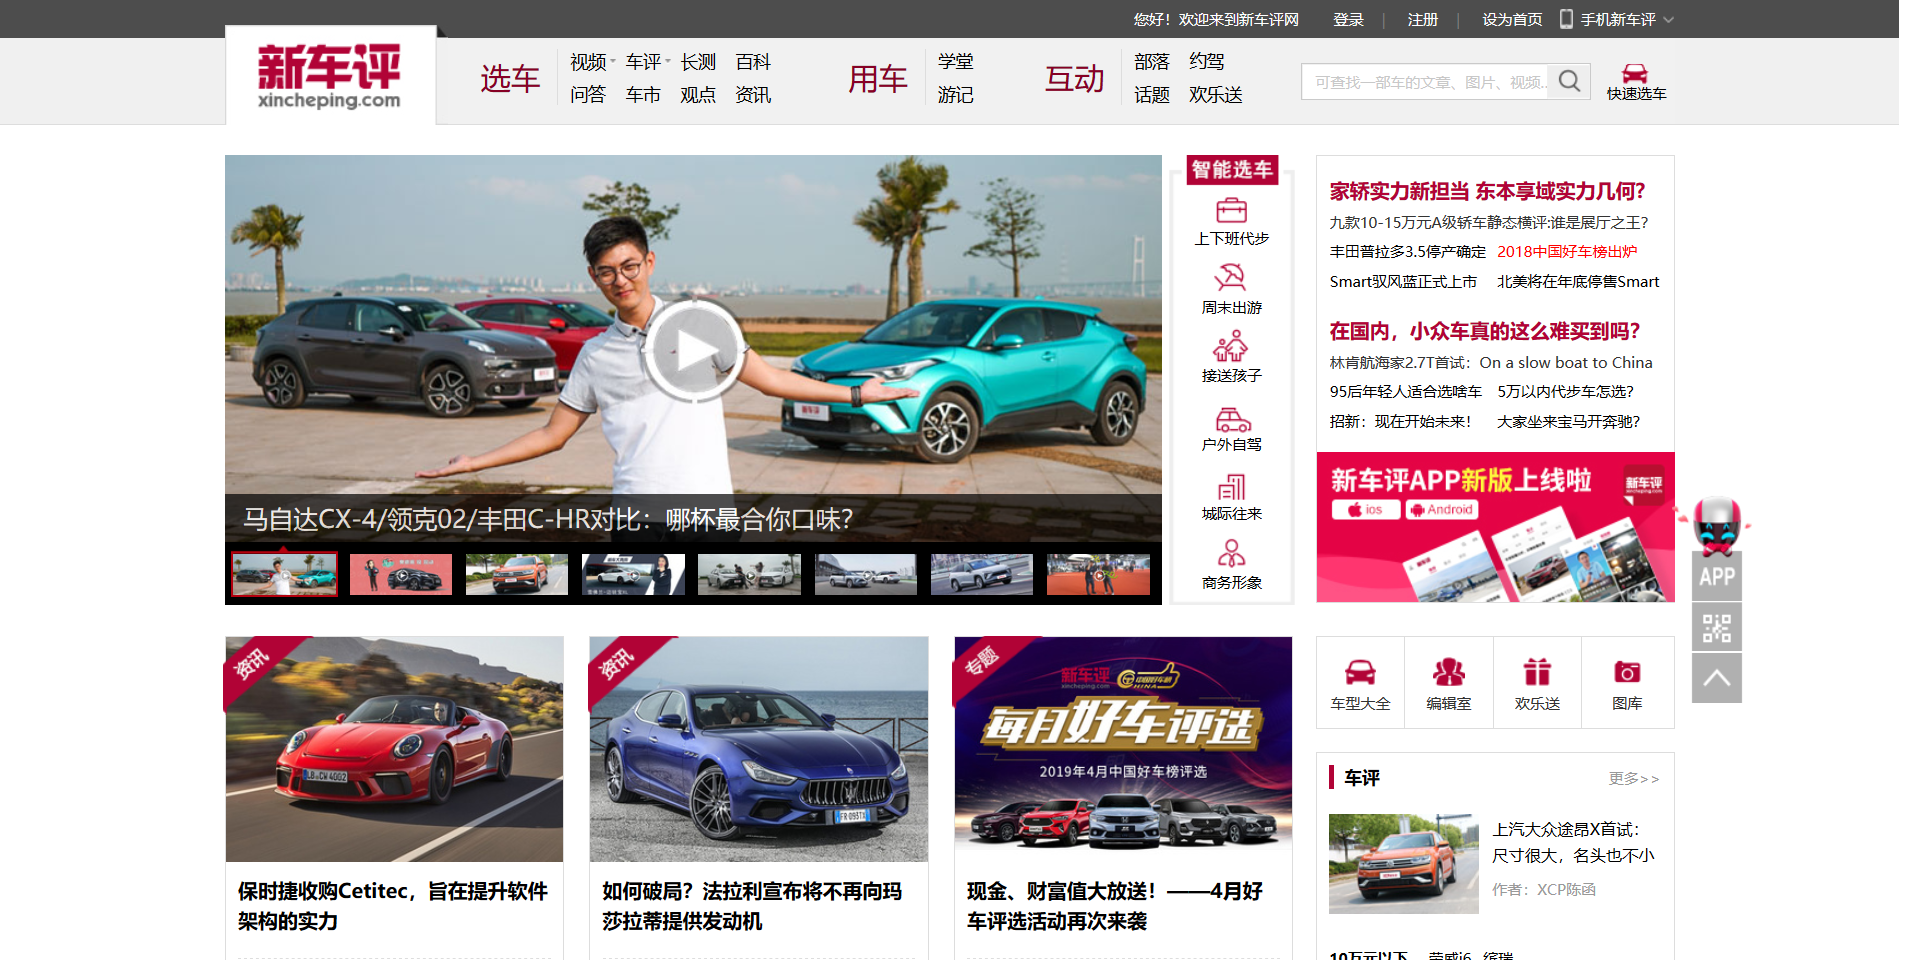 您好！欢迎来到新车评网 登录 | 注册 | 设为首页 手机新车评
新车评
xincheping.com
选车
视频 车评 长测 百科
问答 车市 观点 资讯
用车
学堂
游记
互动
部落 约驾
话题 欢乐送
可查找一部车的文章、图片、视频..
快速选车
马自达CX-4/领克02/丰田C-HR对比：哪杯最合你口味？
智能选车
上下班代步
周末出游
接送孩子
户外自驾
城际往来
商务形象
家轿实力新担当 东本享域实力几何？
九款10-15万元A级轿车静态横评:谁是展厅之王？
丰田普拉多3.5停产确定 2018中国好车榜出炉
Smart驭风蓝正式上市 北美将在年底停售Smart
在国内，小众车真的这么难买到吗？
林肯航海家2.7T首试：On a slow boat to China
95后年轻人适合选啥车 5万以内代步车怎选？
招新：现在开始未来！ 大家坐来宝马开奔驰？
新车评APP新版上线啦
新车评
ios Android
APP
资讯
LB CW 4002
保时捷收购Cetitec，旨在提升软件
架构的实力
资讯
FR 093TX
如何破局？法拉利宣布将不再向玛
莎拉蒂提供发动机
专题
新车评
xincheping.com
中国好车榜
CHINA
每月好车评选
2019年4月中国好车榜评选
现金、财富值大放送！——4月好
车评选活动再次来袭
车型大全 编辑室 欢乐送 图库
车评 更多>>
上汽大众途昂X首试：
尺寸很大，名头也不小
作者：XCP陈函
10万元以下 荣威i6 缤瑞